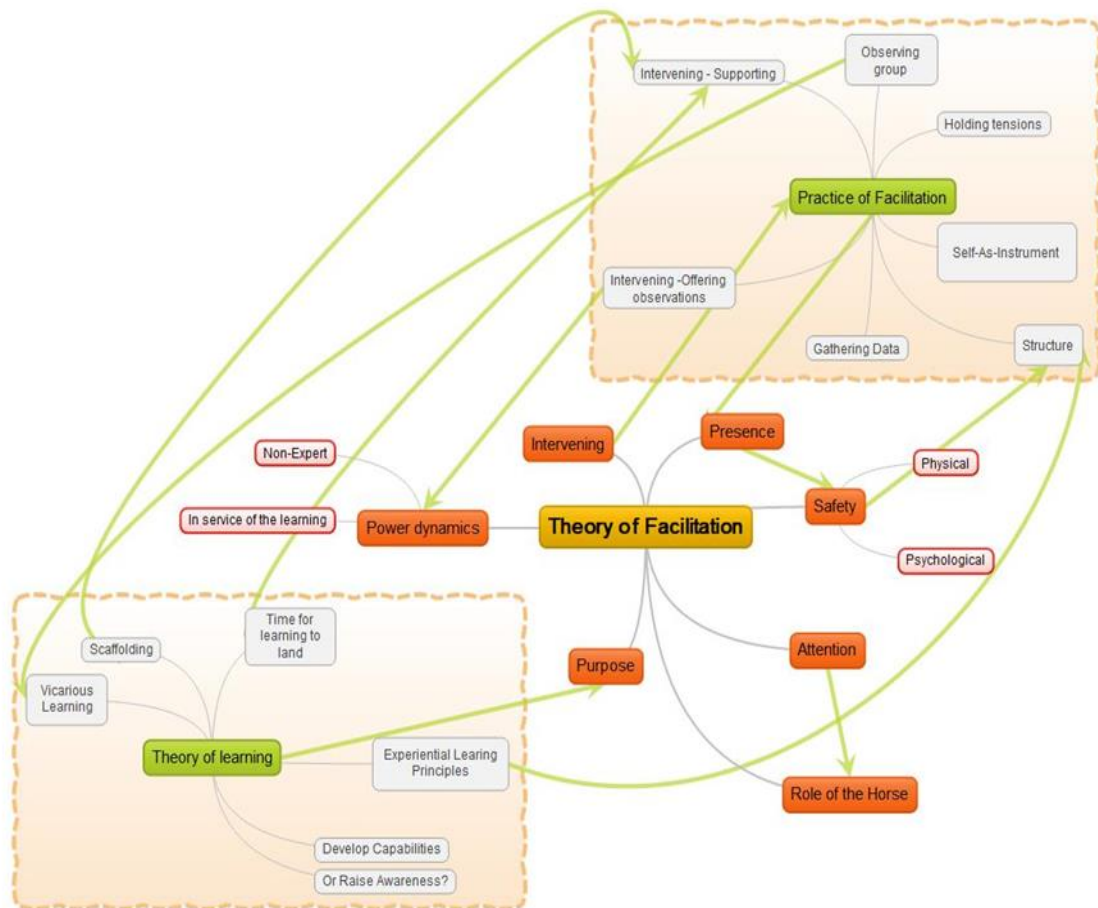 Observing
group
Intervening - Supporting
Holding tensions
Practice of Facilitation
Self-As-Instrument
Intervening -Offering
observations
Gathering Data
Structure
Intervening
Presence
Non-Expert
Physical
In service of the learning
Power dynamics
Theory of Facilitation
Safety
Psychological
Time for
learning to
land
Scaffolding
Purpose
Attention
Vicarious
Learning
Theory of learning
Experiential Learing
Principles
Role of the Horse
Develop Capabilities
Or Raise Awareness?